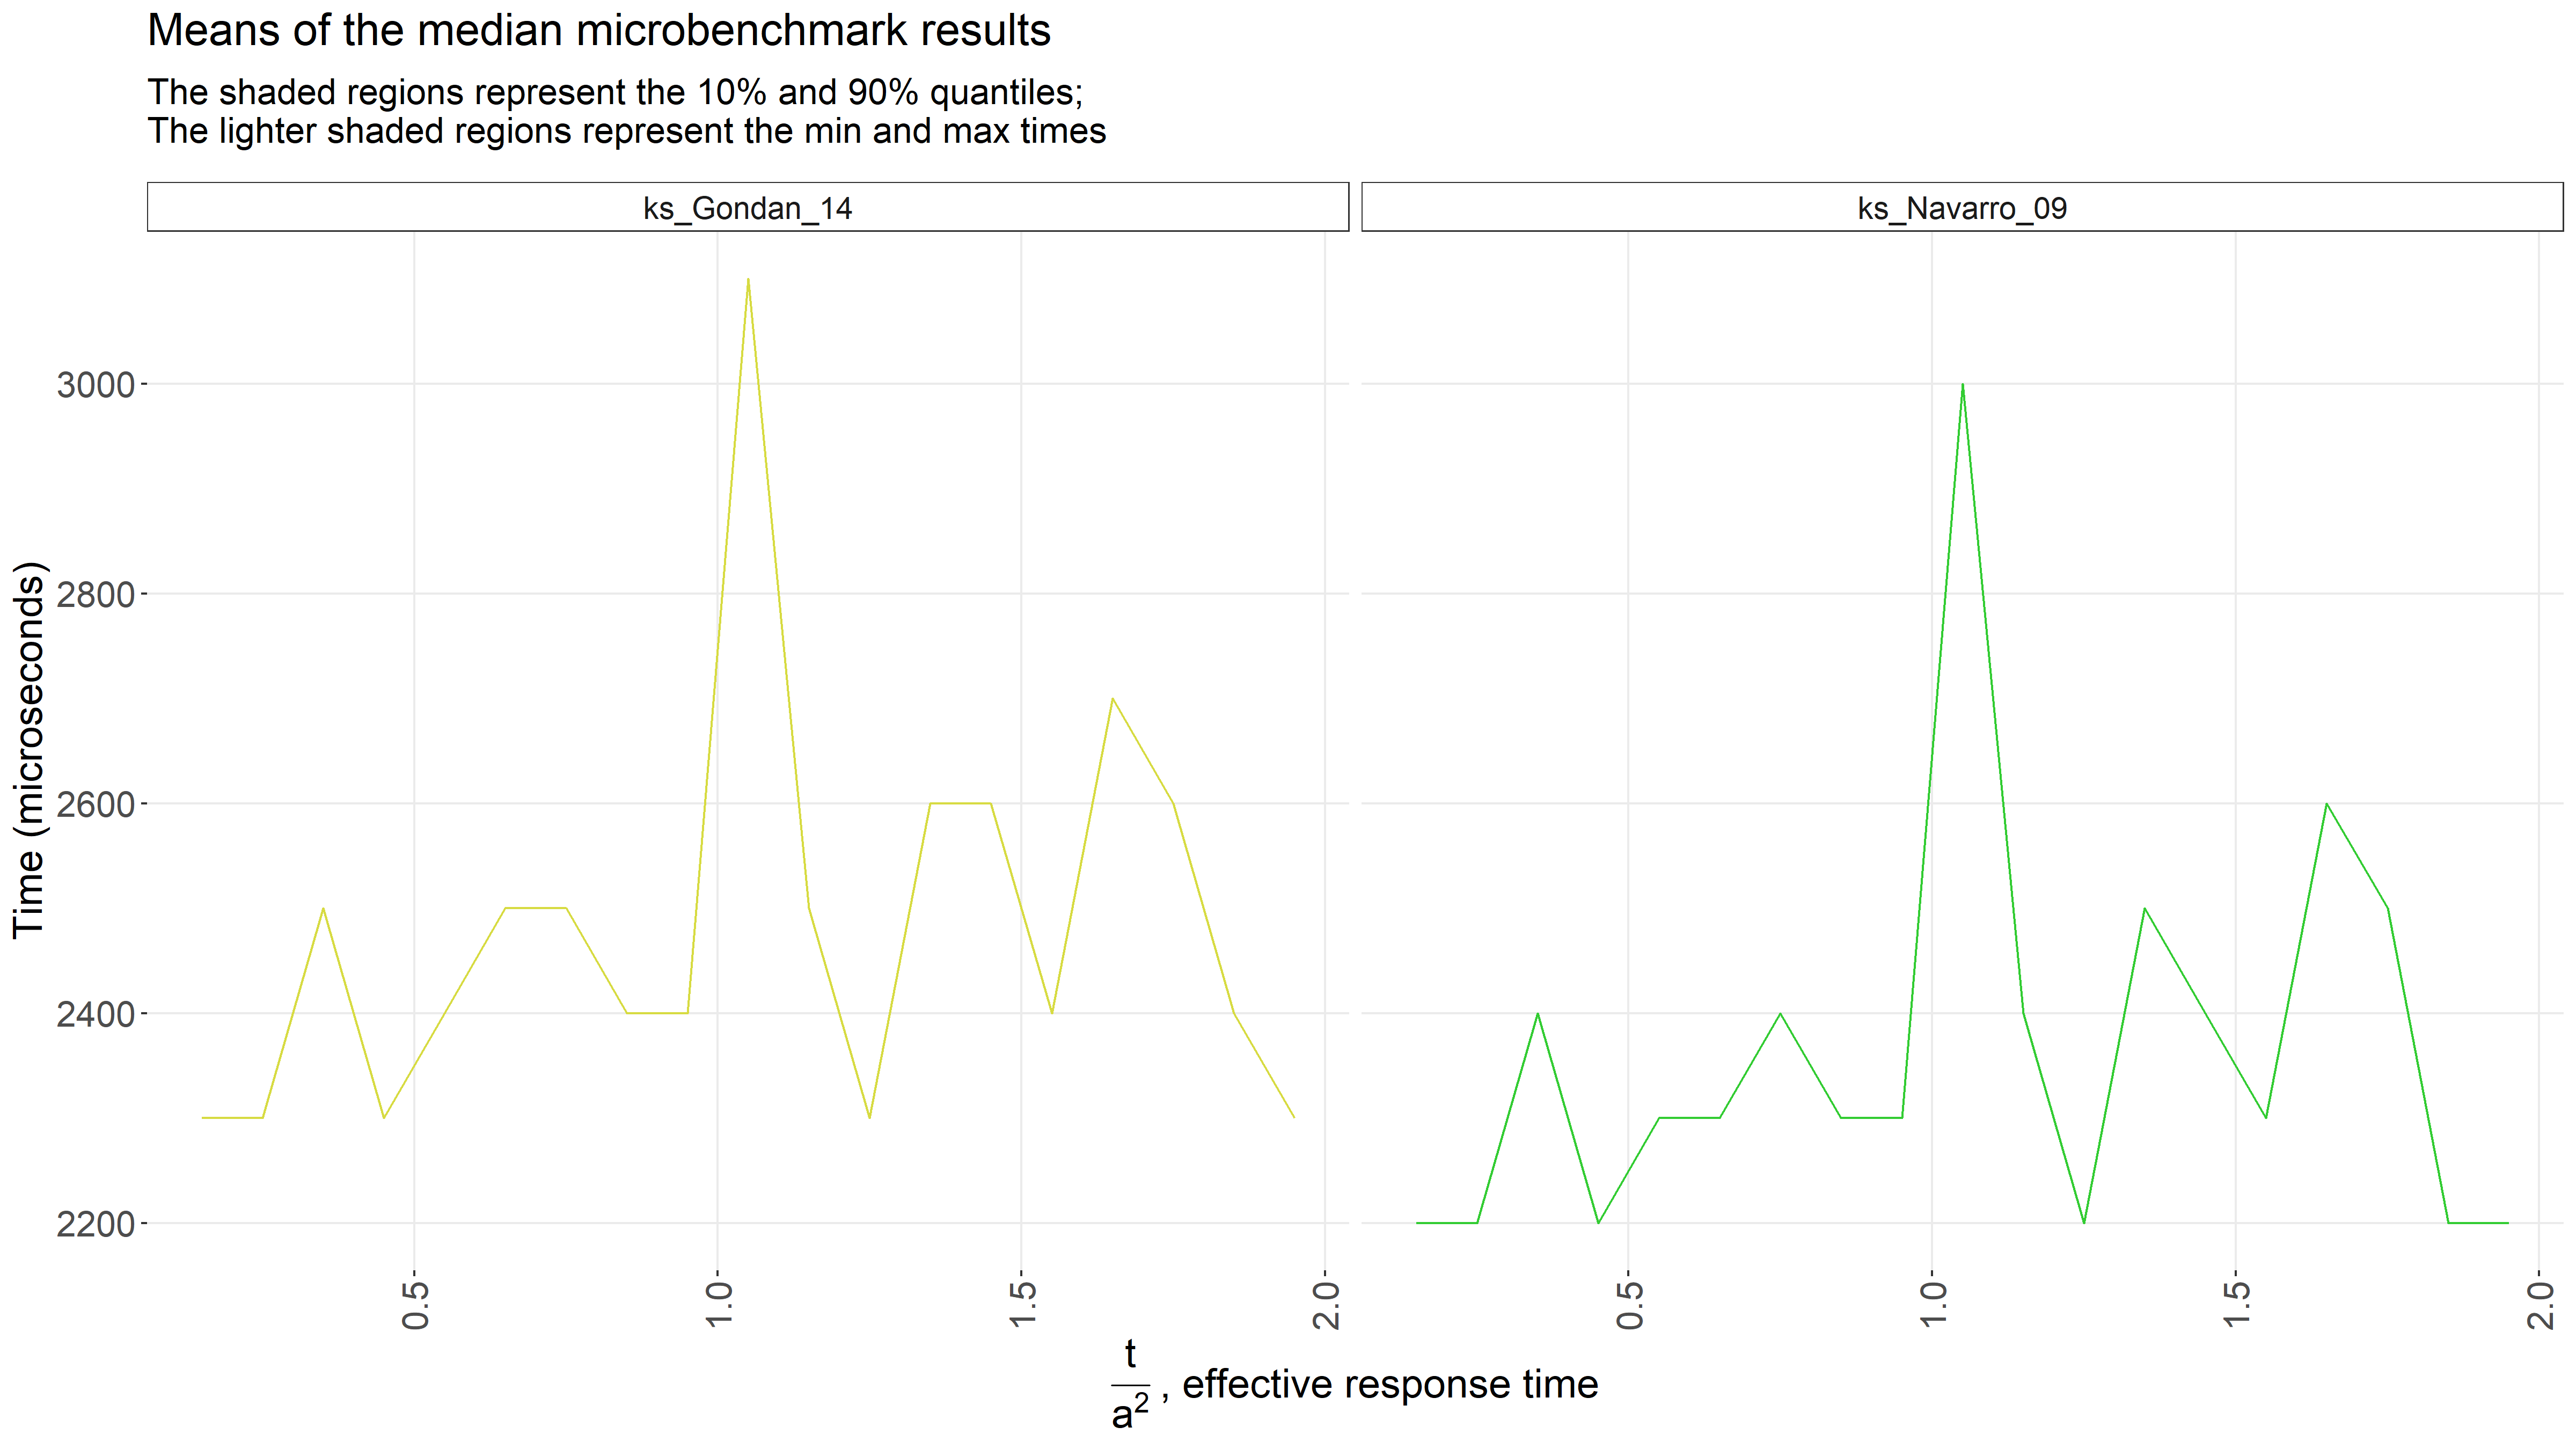 Means of the median microbenchmark results
The shaded regions represent the 10% and 90% quantiles;
The lighter shaded regions represent the min and max times
ks_Gondan_14
ks_Navarro_09
Time (microseconds)
3000
2800
2600
2400
2200
0.5
1.0
1.5
2.0
0.5
1.0
1.5
2.0
t
a², effective response time